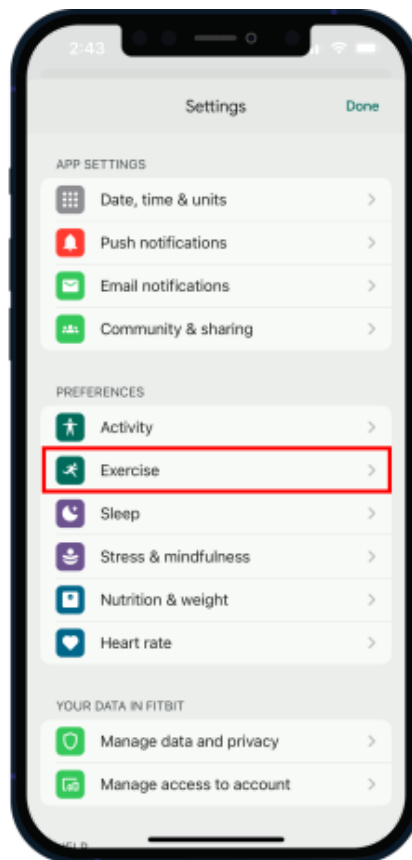 2:43
Settings
Done
APP SETTINGS
Date, time & units
Push notifications
Email notifications
Community & sharing
PREFERENCES
Activity
Exercise
Sleep
Stress & mindfulness
Nutrition & weight
Heart rate
YOUR DATA IN FITBIT
Manage data and privacy
Manage access to account